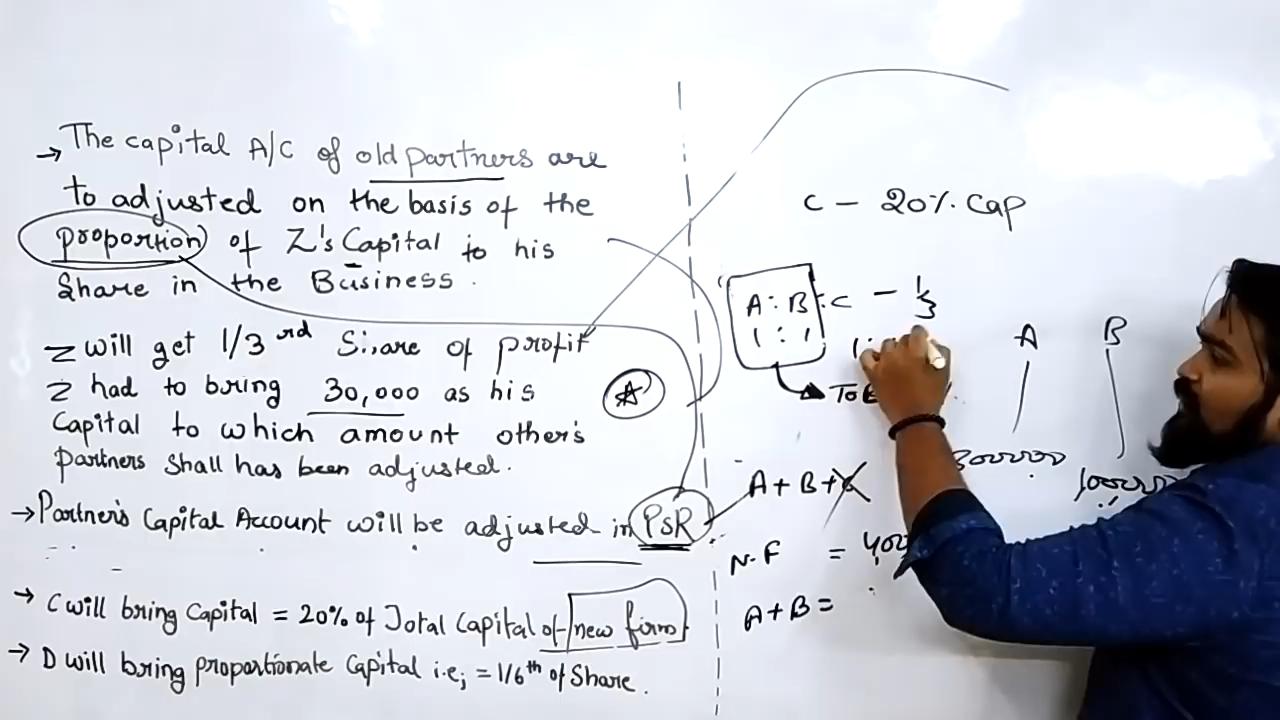 → The capital A/C of old partners are
to adjusted on the basis of the
proportion of Z's Capital to his
Share in the Business.
Z will get 1/3rd Share of profit
Z had to bring 30,000 as his
Capital to which amount other's
partners shall has been adjusted.
→ Partner's Capital Account will be adjusted in PSR
→ C will bring Capital = 20% of Total Capital of new firm
→ D will bring proportionate Capital i.e; = 1/6th of Share.
C – 20% Cap
A : B : C – 1/3
1 : 1
A B
A + B + C
N.F =
A + B =